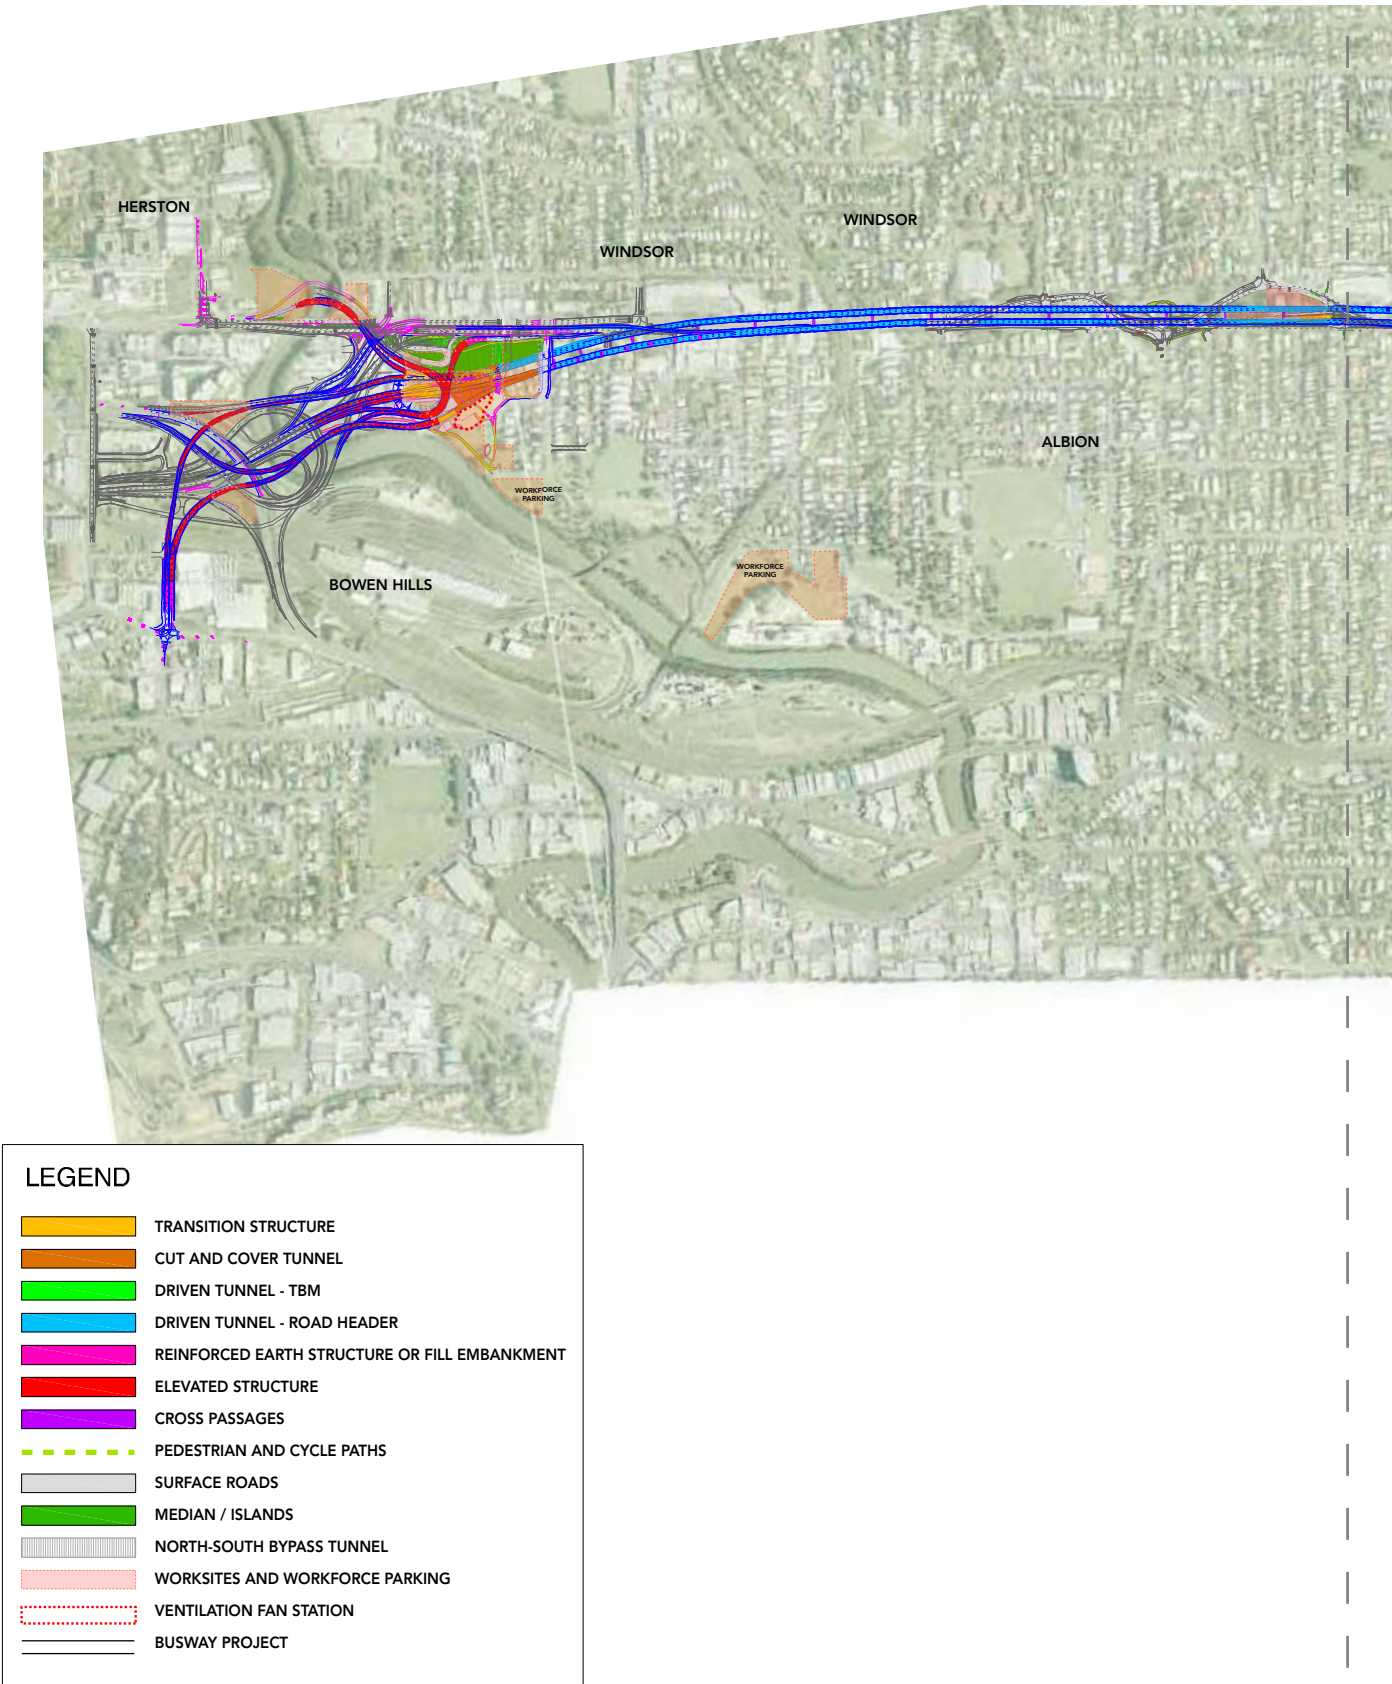 HERSTON
WINDSOR
WINDSOR
ALBION
WORKFORCE
PARKING
WORKFORCE
PARKING
BOWEN HILLS
LEGEND
TRANSITION STRUCTURE
CUT AND COVER TUNNEL
DRIVEN TUNNEL - TBM
DRIVEN TUNNEL - ROAD HEADER
REINFORCED EARTH STRUCTURE OR FILL EMBANKMENT
ELEVATED STRUCTURE
CROSS PASSAGES
PEDESTRIAN AND CYCLE PATHS
SURFACE ROADS
MEDIAN / ISLANDS
NORTH-SOUTH BYPASS TUNNEL
WORKSITES AND WORKFORCE PARKING
VENTILATION FAN STATION
BUSWAY PROJECT